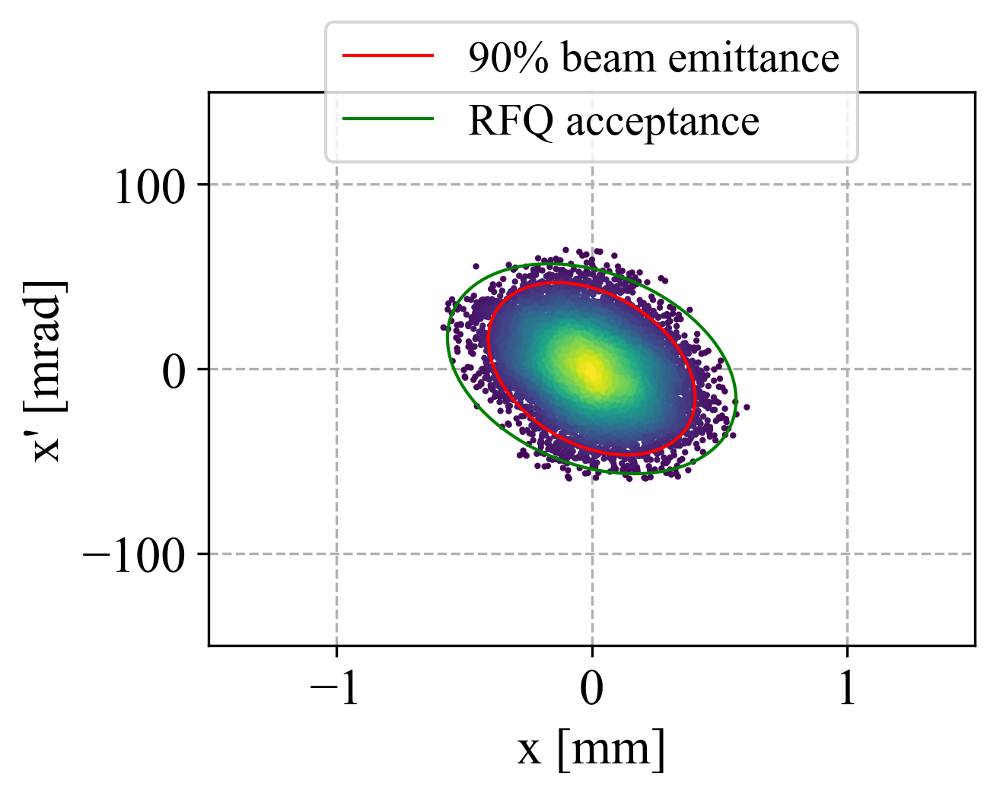 90% beam emittance
RFQ acceptance
100
0
−100
x' [mrad]
−1
0
1
x [mm]